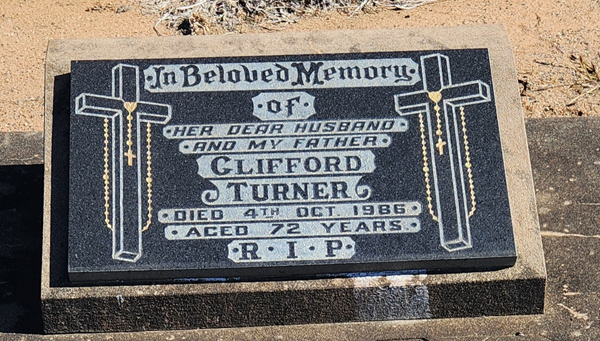 In Beloved Memory
of
HER DEAR HUSBAND
AND MY FATHER
CLIFFORD
TURNER
DIED 4TH OCT. 1986
AGED 72 YEARS.
R·I·P